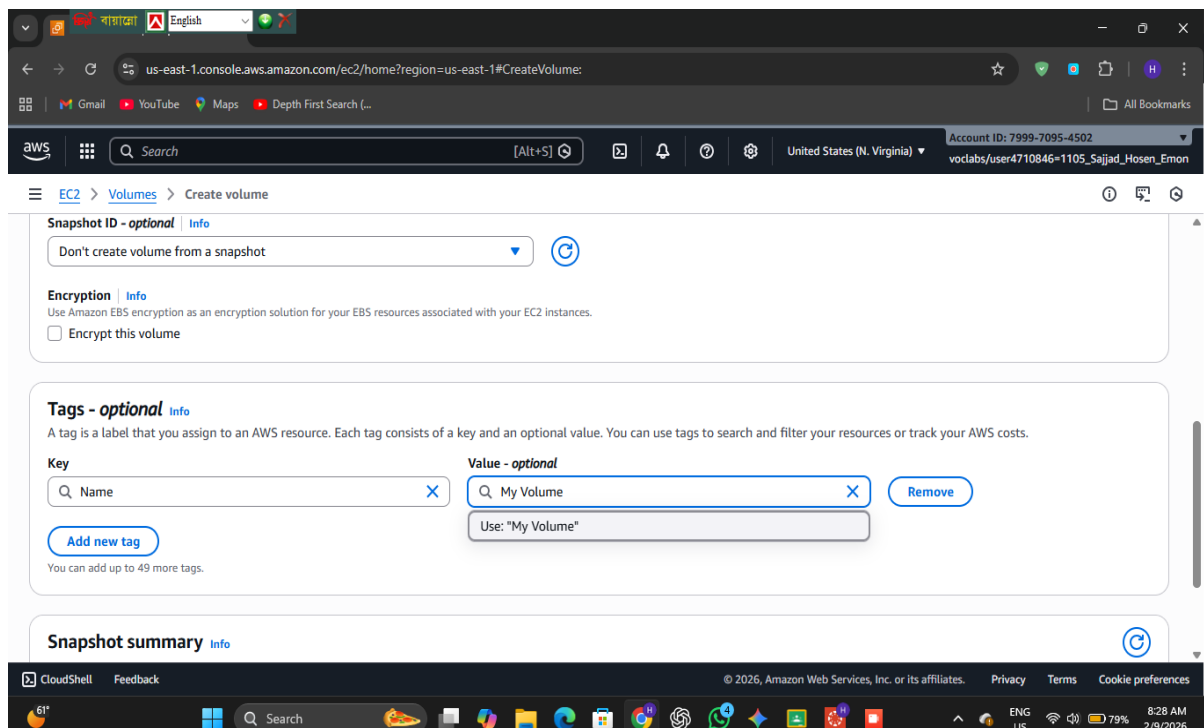 বায়ান্নো English
us-east-1.console.aws.amazon.com/ec2/home?region=us-east-1#CreateVolume:
H
Gmail YouTube Maps Depth First Search (... All Bookmarks
aws Search [Alt+S] United States (N. Virginia) Account ID: 7999-7095-4502
voclabs/user4710846=1105_Sajjad_Hosen_Emon
EC2 > Volumes > Create volume
Snapshot ID - optional Info
Don't create volume from a snapshot
Encryption Info
Use Amazon EBS encryption as an encryption solution for your EBS resources associated with your EC2 instances.
Encrypt this volume
Tags - optional Info
A tag is a label that you assign to an AWS resource. Each tag consists of a key and an optional value. You can use tags to search and filter your resources or track your AWS costs.
Key Value - optional
Name My Volume Remove
Use: "My Volume"
Add new tag
You can add up to 49 more tags.
Snapshot summary Info
CloudShell Feedback © 2026, Amazon Web Services, Inc. or its affiliates. Privacy Terms Cookie preferences
61° Search H 4 H ENG 79% 8:28 AM
US 2/9/2026